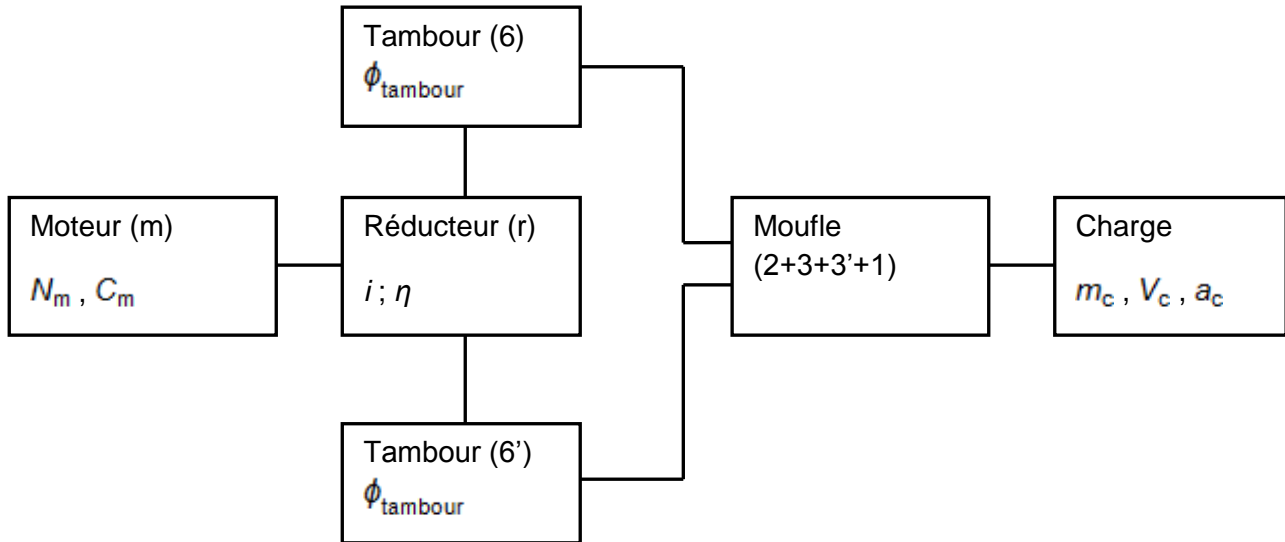 Tambour (6)
ϕtambour
Moteur (m)
Nm , Cm
Réducteur (r)
i ; η
Moufle
(2+3+3'+1)
Charge
mc , Vc , ac
Tambour (6')
ϕtambour